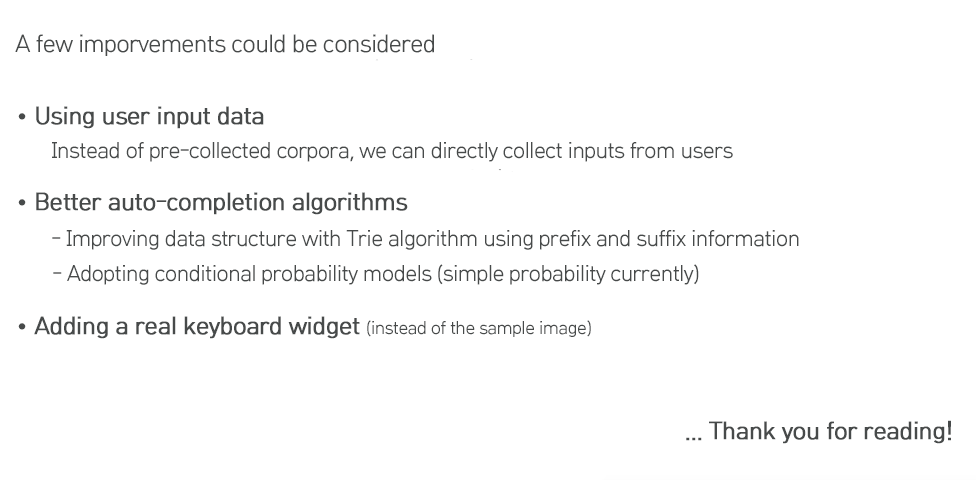 A few imporvements could be considered
• Using user input data
Instead of pre-collected corpora, we can directly collect inputs from users
• Better auto-completion algorithms
- Improving data structure with Trie algorithm using prefix and suffix information
- Adopting conditional probability models (simple probability currently)
• Adding a real keyboard widget (instead of the sample image)
... Thank you for reading!